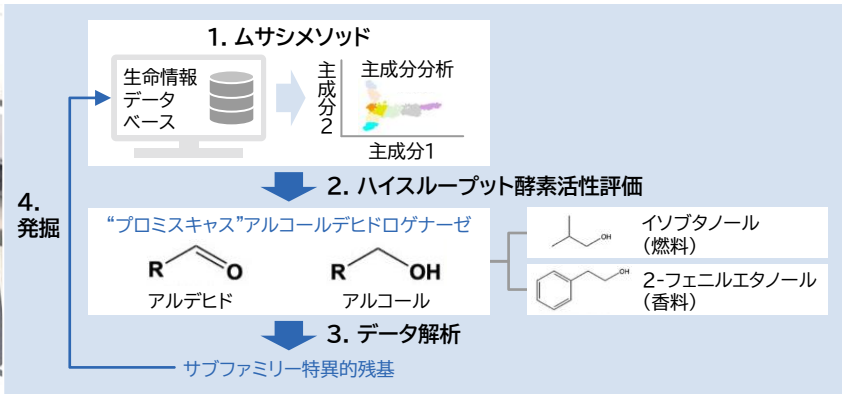 1. ムサシメソッド
生命情報
データ
ベース
主成分2
主成分分析
主成分1
2. ハイスループット酵素活性評価
4.
発掘
“プロミスキャス”アルコールデヒドロゲナーゼ
R
O
アルデヒド
R
OH
アルコール
OH
イソブタノール
(燃料)
OH
2-フェニルエタノール
(香料)
3. データ解析
サブファミリー特異的残基